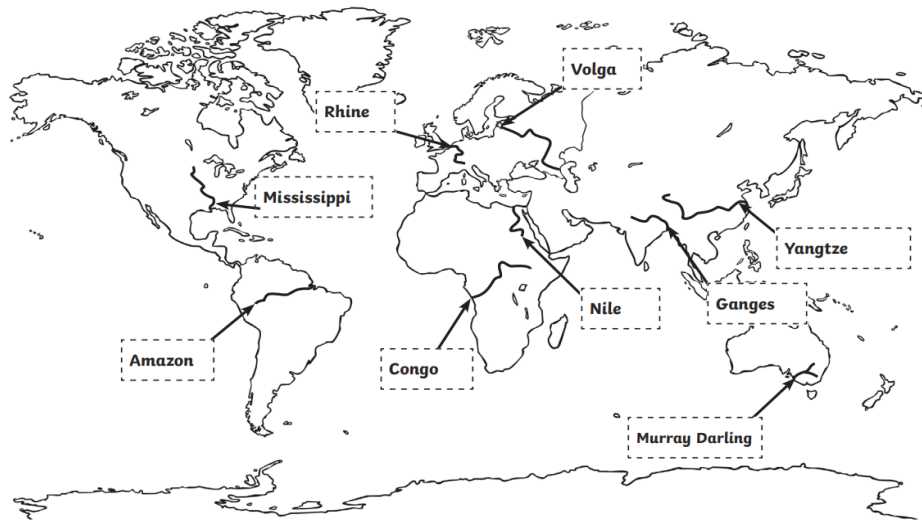 Volga
Rhine
Mississippi
Yangtze
Nile
Ganges
Amazon
Congo
Murray Darling